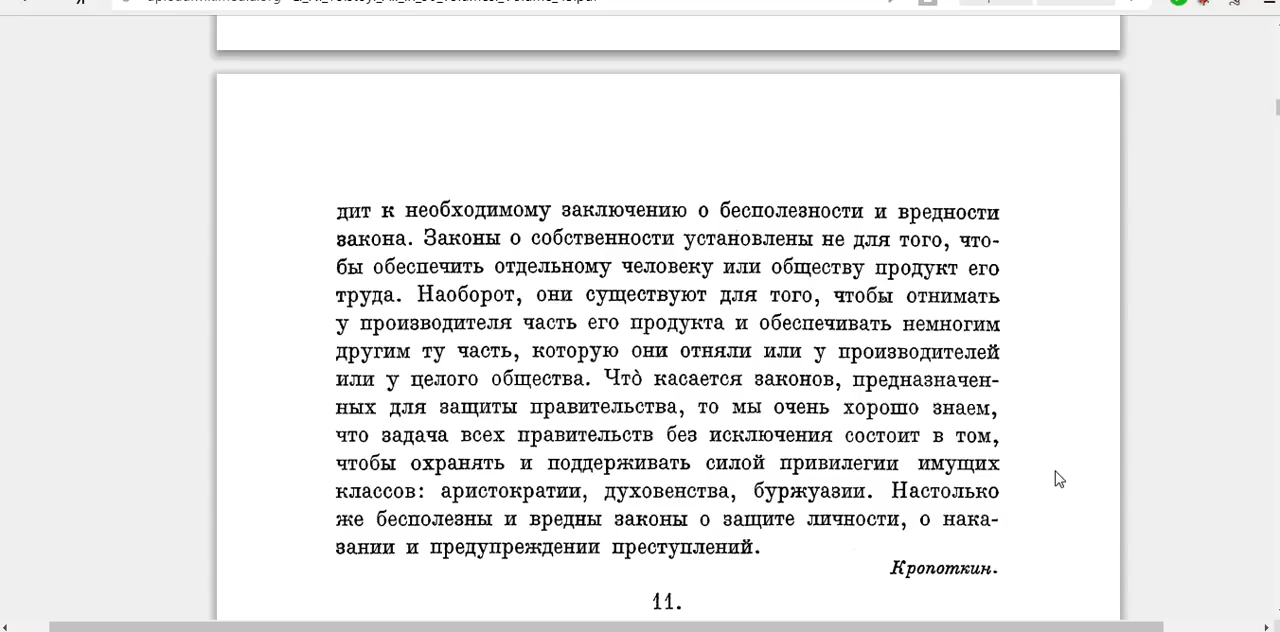 дит к необходимому заключению о бесполезности и вредности
закона. Законы о собственности установлены не для того, что-
бы обеспечить отдельному человеку или обществу продукт его
труда. Наоборот, они существуют для того, чтобы отнимать
у производителя часть его продукта и обеспечивать немногим
другим ту часть, которую они отняли или у производителей
или у целого общества. Что̀ касается законов, предназначен-
ных для защиты правительства, то мы очень хорошо знаем,
что задача всех правительств без исключения состоит в том,
чтобы охранять и поддерживать силой привилегии имущих
классов: аристократии, духовенства, буржуазии. Настолько
же бесполезны и вредны законы о защите личности, о нака-
зании и предупреждении преступлений.
Кропоткин.
11.